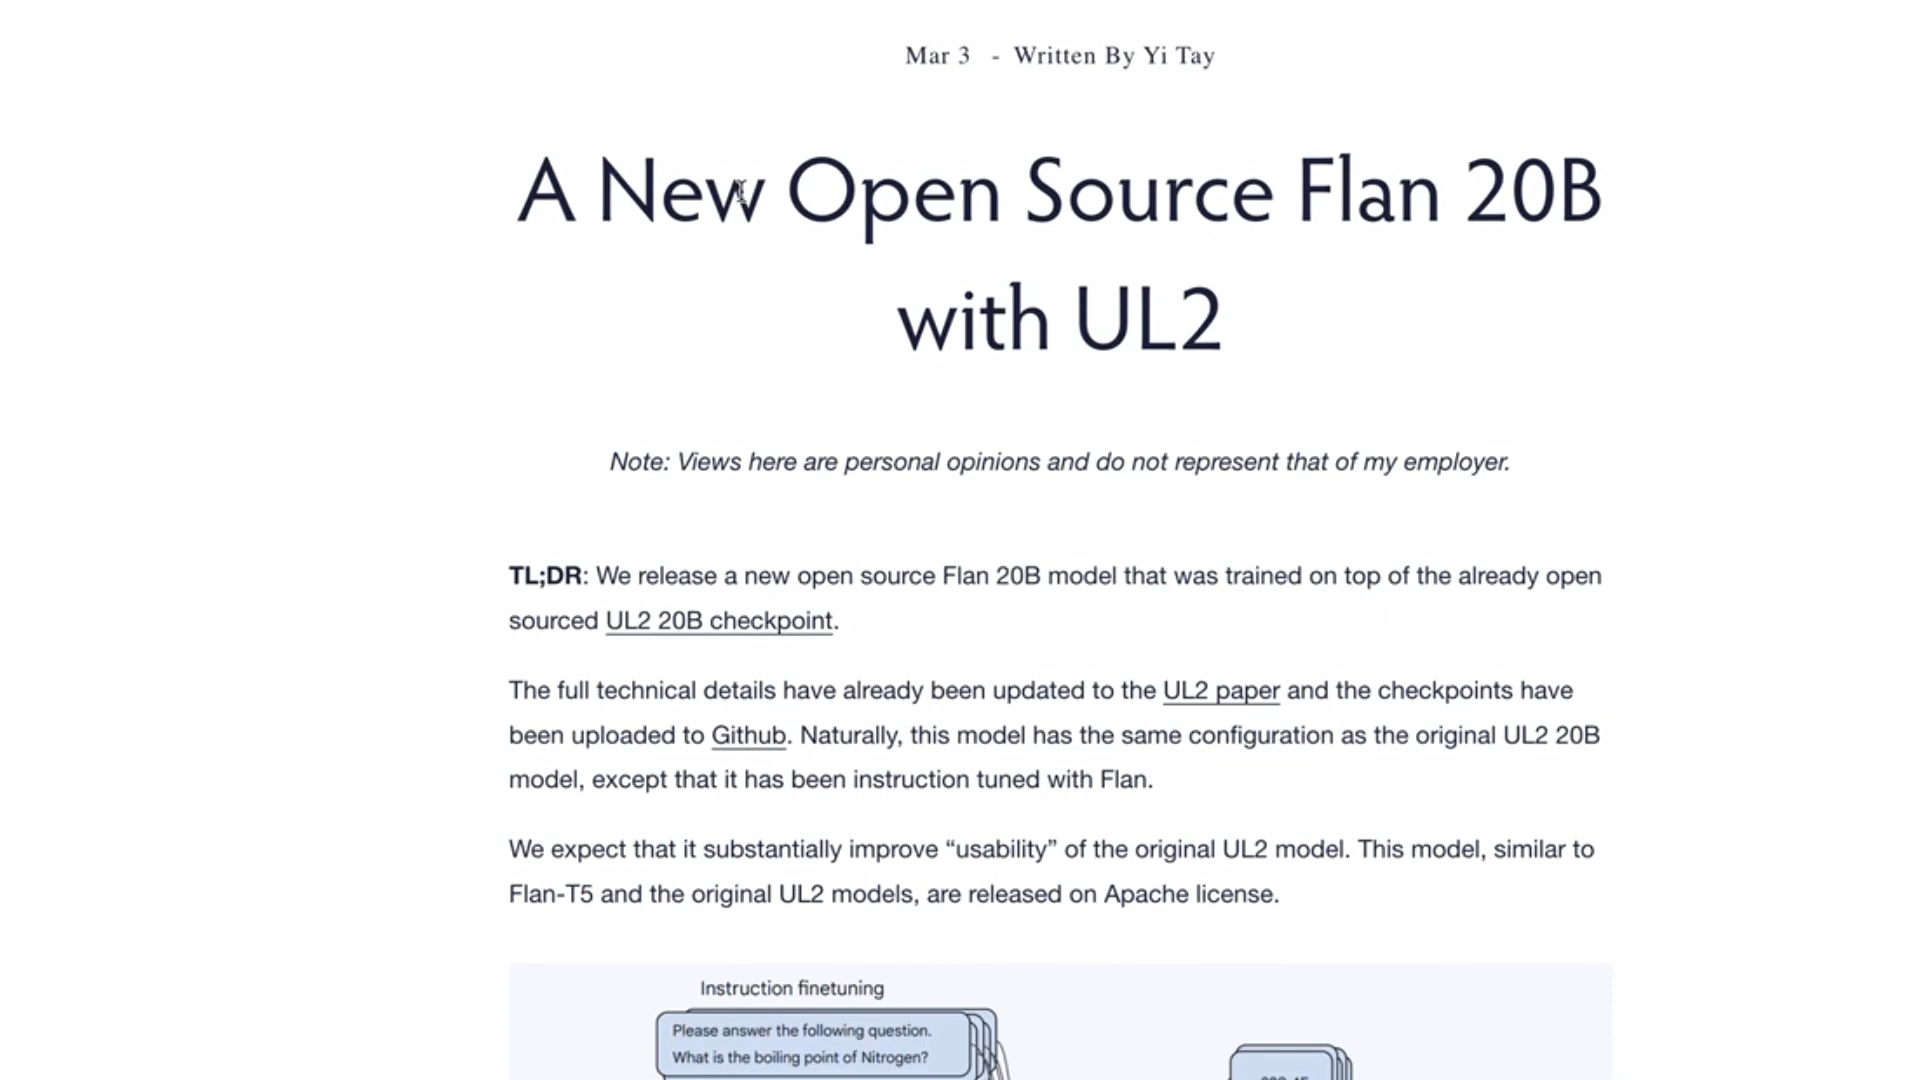 Mar 3 - Written By Yi Tay
A New Open Source Flan 20B
with UL2
Note: Views here are personal opinions and do not represent that of my employer.
TL;DR: We release a new open source Flan 20B model that was trained on top of the already open
sourced UL2 20B checkpoint.
The full technical details have already been updated to the UL2 paper and the checkpoints have
been uploaded to Github. Naturally, this model has the same configuration as the original UL2 20B
model, except that it has been instruction tuned with Flan.
We expect that it substantially improve “usability” of the original UL2 model. This model, similar to
Flan-T5 and the original UL2 models, are released on Apache license.
Instruction finetuning
Please answer the following question.
What is the boiling point of Nitrogen?